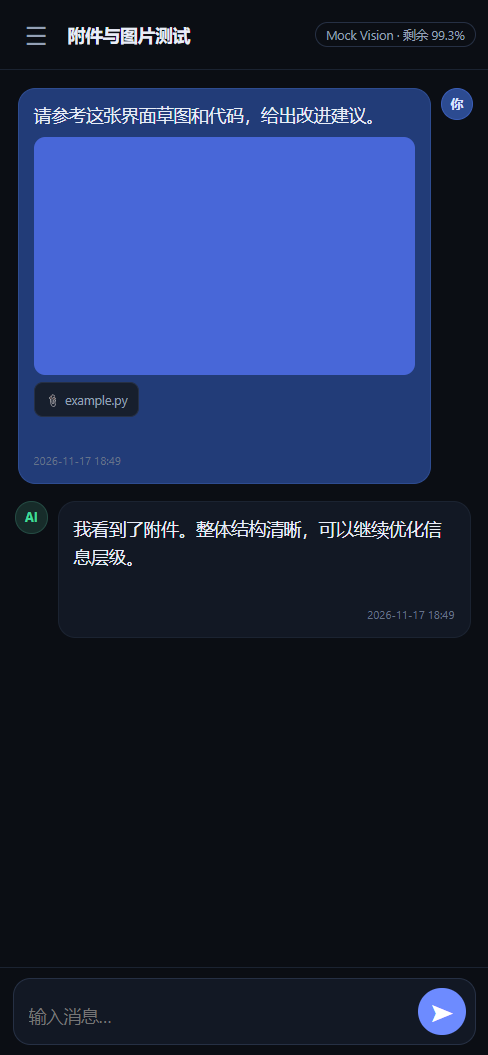 附件与图片测试
Mock Vision · 剩余 99.3%
你
请参考这张界面草图和代码，给出改进建议。
example.py
2026-11-17 18:49
AI
我看到了附件。整体结构清晰，可以继续优化信
息层级。
2026-11-17 18:49
输入消息...